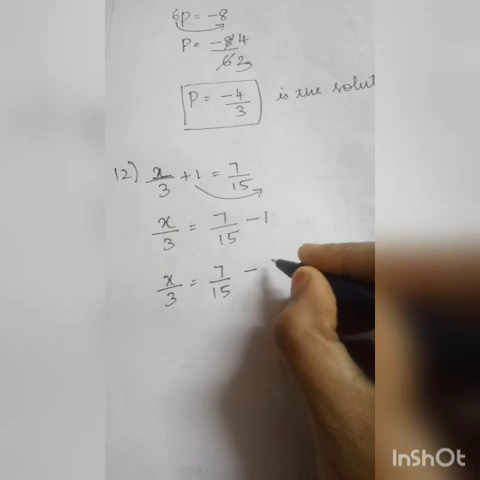 6p = -8
P = -8 4 / 6 3
P = -4/3 is the solut
12) x/3 + 1 = 7/15
x/3 = 7/15 - 1
x/3 = 7/15 -
InShOt